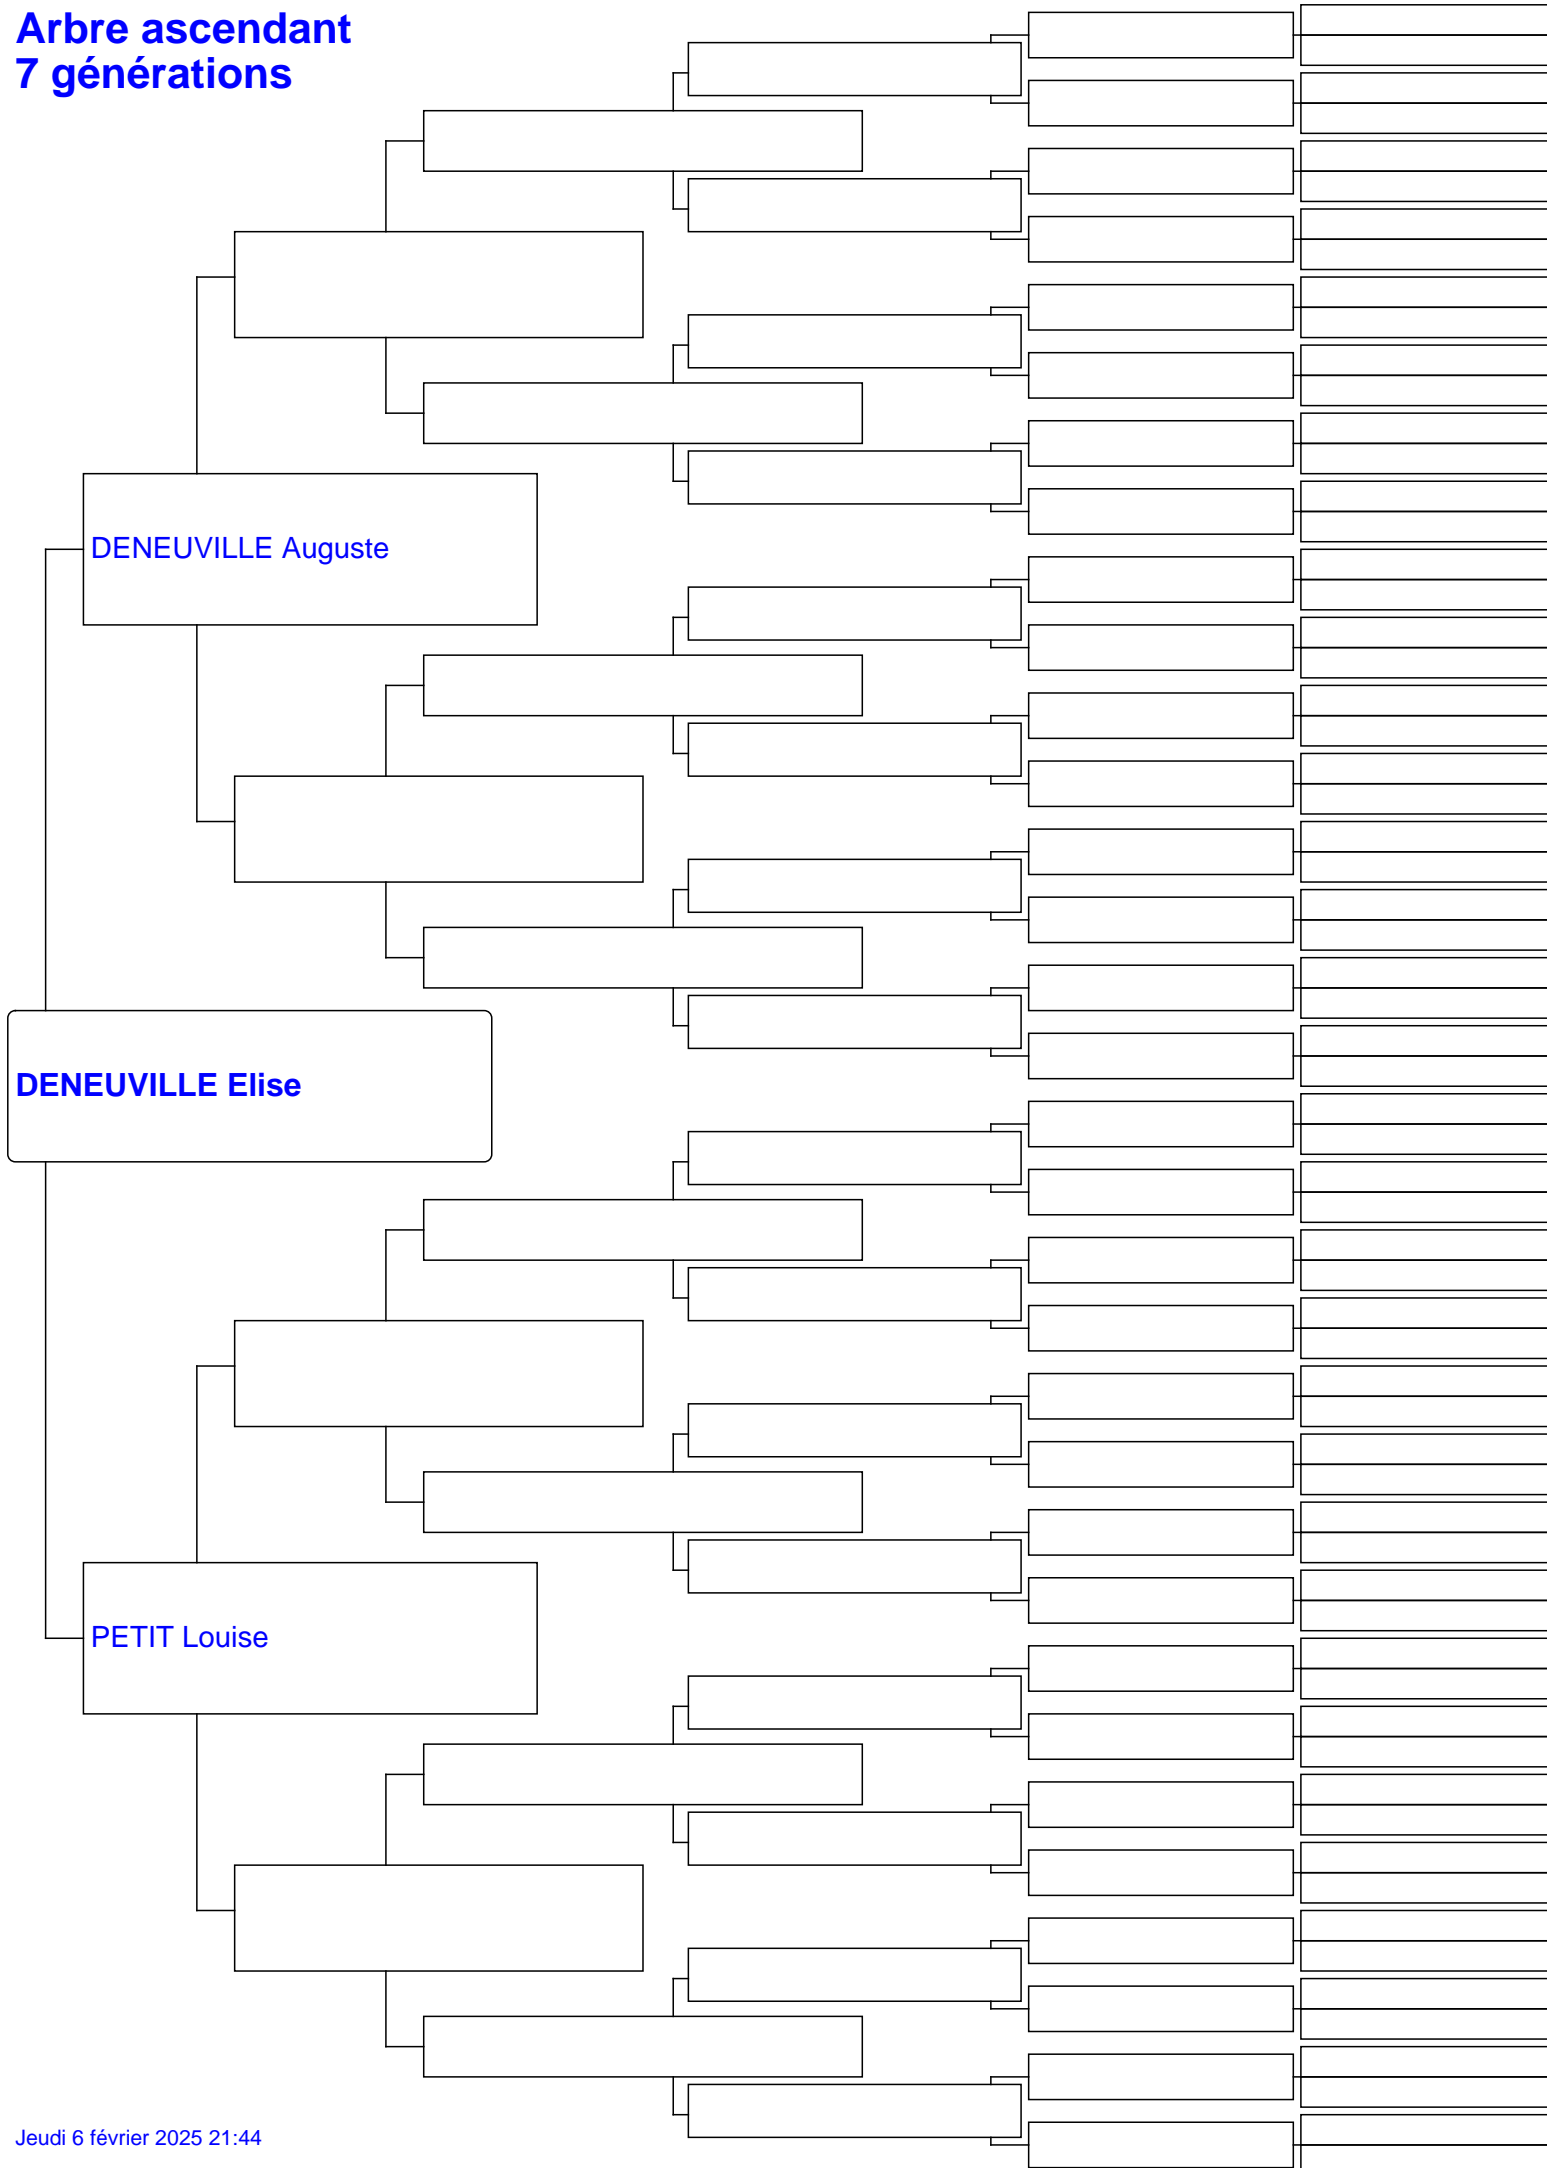 Arbre ascendant
7 générations
DENEUVILLE Auguste
DENEUVILLE Elise
PETIT Louise
Jeudi 6 février 2025 21:44